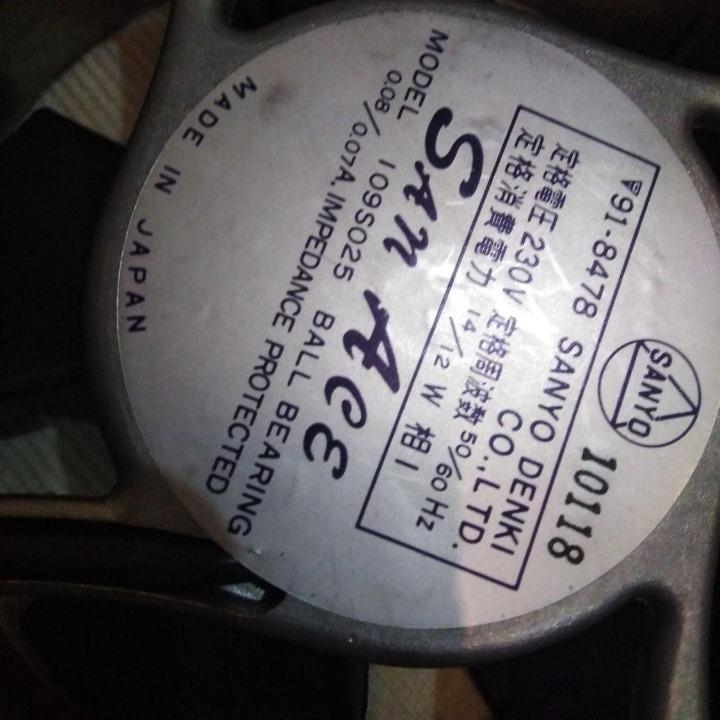 SANYO
10118
▽91-8478 SANYO DENKI
CO.,LTD.
定格電圧 230V 定格周波数 50/60 Hz
定格消費電力 14/12 W 相 1
San Ace
MODEL 109S025 BALL BEARING
0.08/0.07A. IMPEDANCE PROTECTED
MADE IN JAPAN